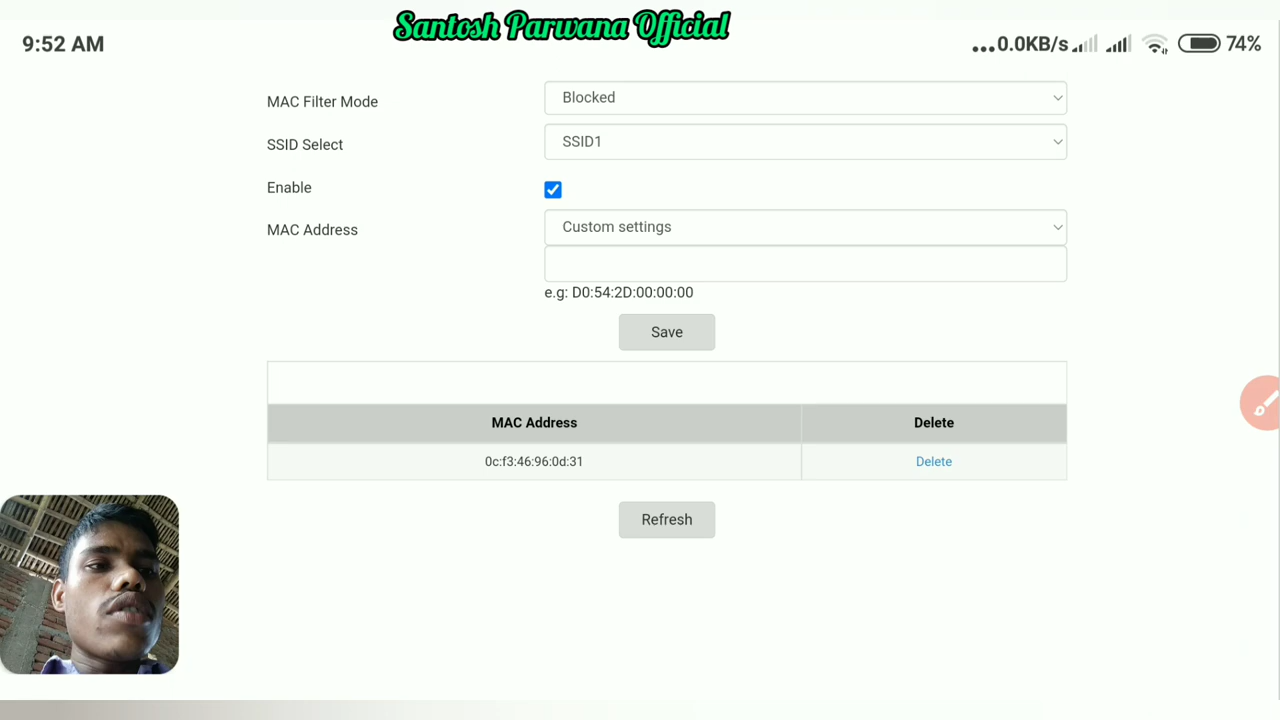 Santosh Parwana Official
9:52 AM
...0.0KB/s 74%
MAC Filter Mode Blocked
SSID Select SSID1
Enable
MAC Address Custom settings
e.g: D0:54:2D:00:00:00
Save
MAC Address Delete
0c:f3:46:96:0d:31 Delete
Refresh